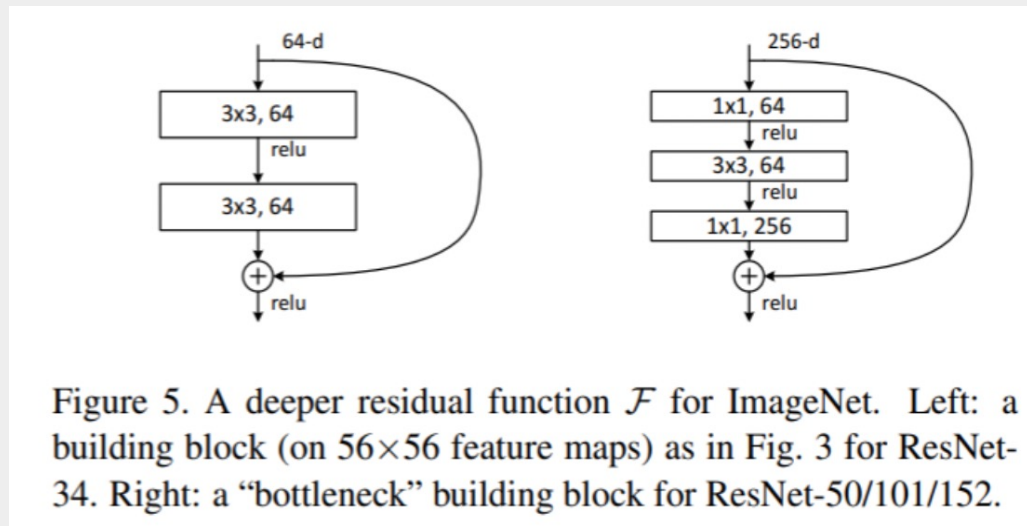 64-d
3x3, 64
relu
3x3, 64
relu
256-d
1x1, 64
relu
3x3, 64
relu
1x1, 256
relu
Figure 5. A deeper residual function F for ImageNet. Left: a
building block (on 56×56 feature maps) as in Fig. 3 for ResNet-
34. Right: a “bottleneck” building block for ResNet-50/101/152.